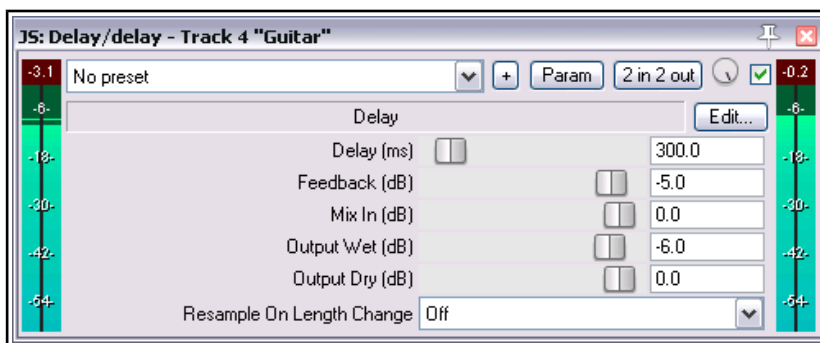 JS: Delay/delay - Track 4 "Guitar"
-3.1 No preset + Param 2 in 2 out -0.2
-6- Delay Edit... -6-
Delay (ms) 300.0
-18- -18-
Feedback (dB) -5.0
-30- Mix In (dB) 0.0 -30-
-42- Output Wet (dB) -6.0 -42-
Output Dry (dB) 0.0
-54- Resample On Length Change Off -54-